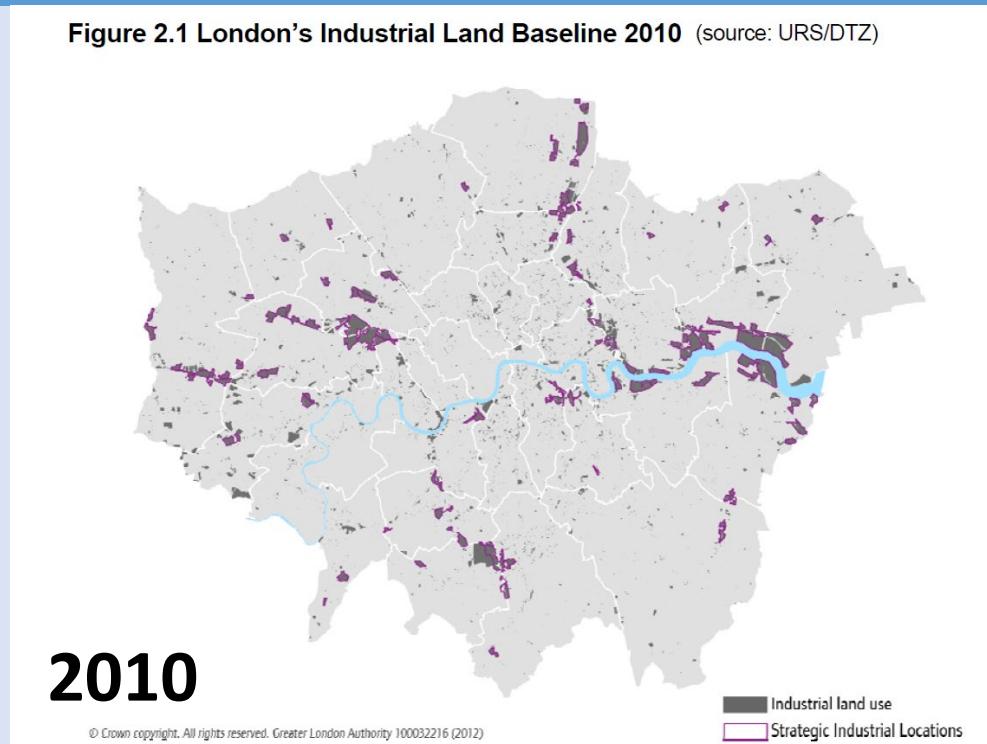 Figure 2.1 London's Industrial Land Baseline 2010 (source: URS/DTZ)
2010
Industrial land use
Strategic Industrial Locations
© Crown copyright. All rights reserved. Greater London Authority 100032216 (2012)